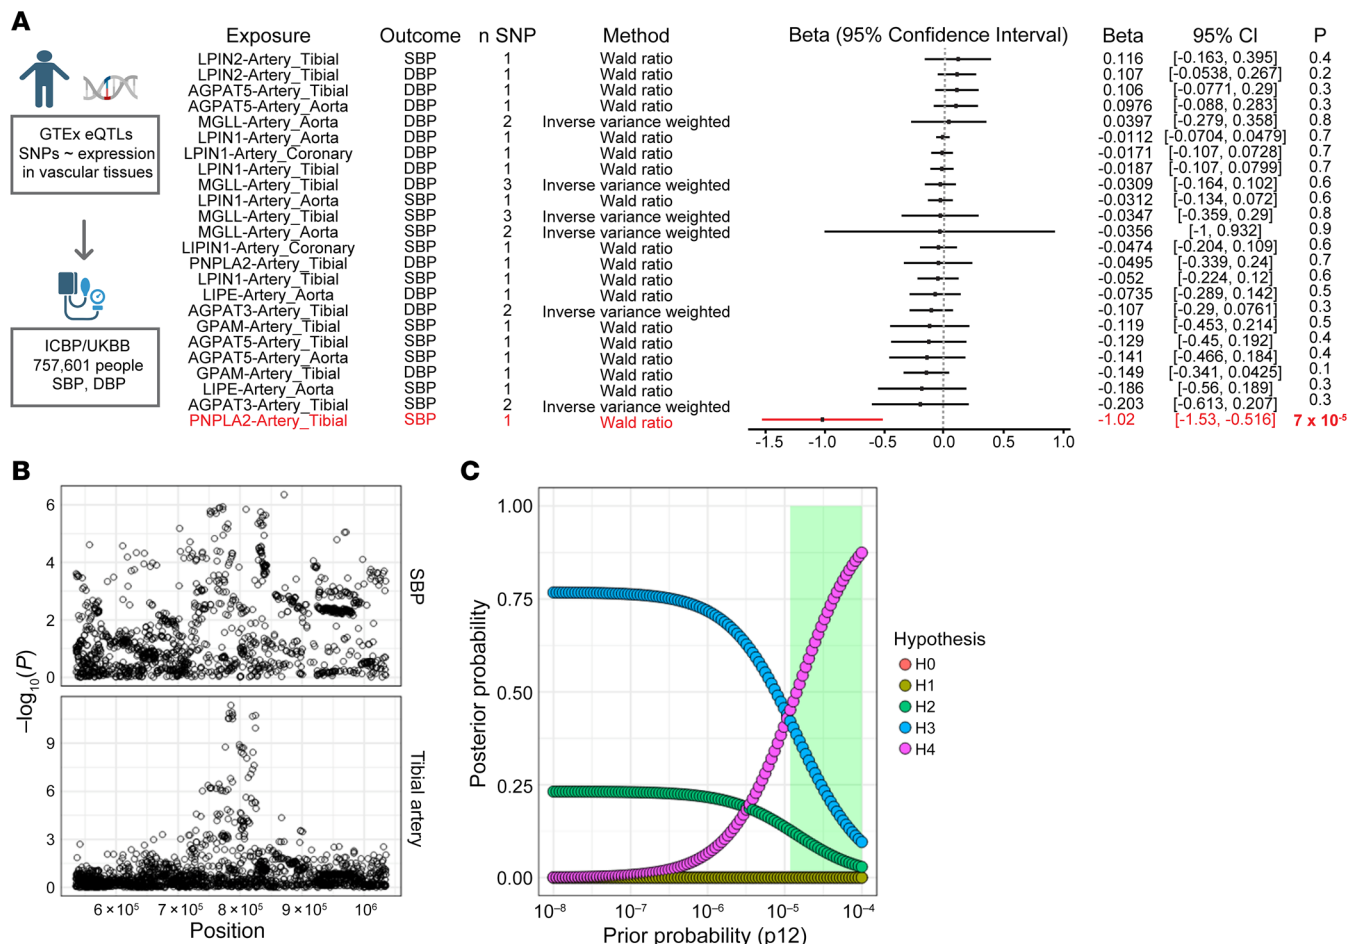 A
Exposure Outcome n SNP Method Beta (95% Confidence Interval) Beta 95% CI P
LPIN2-Artery_Tibial SBP 1 Wald ratio 0.116 [-0.163, 0.395] 0.4
LPIN2-Artery_Tibial DBP 1 Wald ratio 0.107 [-0.0538, 0.267] 0.2
AGPAT5-Artery_Tibial DBP 1 Wald ratio 0.106 [-0.0771, 0.29] 0.3
AGPAT5-Artery_Aorta DBP 1 Wald ratio 0.0976 [-0.088, 0.283] 0.3
MGLL-Artery_Aorta DBP 2 Inverse variance weighted 0.0397 [-0.279, 0.358] 0.8
LPIN1-Artery_Aorta DBP 1 Wald ratio -0.0112 [-0.0704, 0.0479] 0.7
LPIN1-Artery_Coronary DBP 1 Wald ratio -0.0171 [-0.107, 0.0728] 0.7
LPIN1-Artery_Tibial DBP 1 Wald ratio -0.0187 [-0.107, 0.0799] 0.7
MGLL-Artery_Tibial DBP 3 Inverse variance weighted -0.0309 [-0.164, 0.102] 0.6
LPIN1-Artery_Aorta SBP 1 Wald ratio -0.0312 [-0.134, 0.072] 0.6
MGLL-Artery_Tibial SBP 3 Inverse variance weighted -0.0347 [-0.359, 0.29] 0.8
MGLL-Artery_Aorta SBP 2 Inverse variance weighted -0.0356 [-1, 0.932] 0.9
LIPIN1-Artery_Coronary SBP 1 Wald ratio -0.0474 [-0.204, 0.109] 0.6
PNPLA2-Artery_Tibial DBP 1 Wald ratio -0.0495 [-0.339, 0.24] 0.7
LPIN1-Artery_Tibial SBP 1 Wald ratio -0.052 [-0.224, 0.12] 0.6
LIPE-Artery_Aorta DBP 1 Wald ratio -0.0735 [-0.289, 0.142] 0.5
AGPAT3-Artery_Tibial DBP 2 Inverse variance weighted -0.107 [-0.29, 0.0761] 0.3
GPAM-Artery_Tibial SBP 1 Wald ratio -0.119 [-0.453, 0.214] 0.5
AGPAT5-Artery_Tibial SBP 1 Wald ratio -0.129 [-0.45, 0.192] 0.4
AGPAT5-Artery_Aorta SBP 1 Wald ratio -0.141 [-0.466, 0.184] 0.4
GPAM-Artery_Tibial DBP 1 Wald ratio -0.149 [-0.341, 0.0425] 0.1
LIPE-Artery_Aorta SBP 1 Wald ratio -0.186 [-0.56, 0.189] 0.3
AGPAT3-Artery_Tibial SBP 2 Inverse variance weighted -0.203 [-0.613, 0.207] 0.3
PNPLA2-Artery_Tibial SBP 1 Wald ratio -1.02 [-1.53, -0.516] 7 x 10⁻⁵
-1.5 -1.0 -0.5 0.0 0.5 1.0
GTEx eQTLs
SNPs ~ expression
in vascular tissues
ICBP/UKBB
757,601 people
SBP, DBP
B
6
4
2
0
SBP
9
6
3
0
Tibial artery
–log₁₀(P)
6 × 10⁵ 7 × 10⁵ 8 × 10⁵ 9 × 10⁵ 10⁶
Position
C
1.00
0.75
0.50
0.25
0.00
Posterior probability
10⁻⁸ 10⁻⁷ 10⁻⁶ 10⁻⁵ 10⁻⁴
Prior probability (p12)
Hypothesis
H0
H1
H2
H3
H4